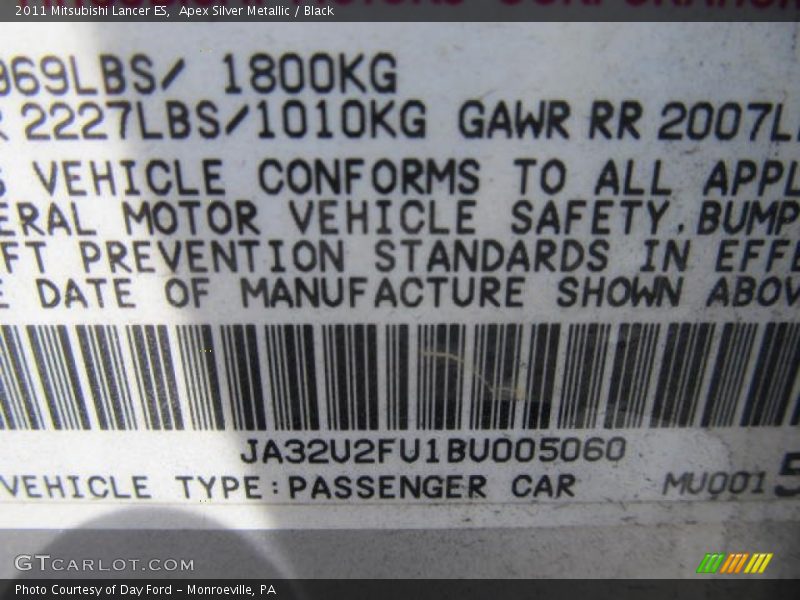 2011 Mitsubishi Lancer ES, Apex Silver Metallic / Black
969LBS/ 1800KG
2227LBS/1010KG GAWR RR 2007L
VEHICLE CONFORMS TO ALL APPL
ERAL MOTOR VEHICLE SAFETY, BUMP
FT PREVENTION STANDARDS IN EFFE
E DATE OF MANUFACTURE SHOWN ABOV
JA32U2FU1BU005060
VEHICLE TYPE:PASSENGER CAR MU001 5
GTCARLOT.COM
Photo Courtesy of Day Ford - Monroeville, PA